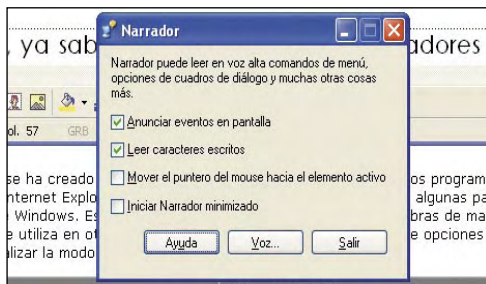 , ya sab
adores
Narrador
Narrador puede leer en voz alta comandos de menú,
opciones de cuadros de diálogo y muchas otras cosas
más.
Anunciar eventos en pantalla
Leer caracteres escritos
Mover el puntero del mouse hacia el elemento activo
Iniciar Narrador minimizado
Ayuda Voz... Salir
ol. 57 GRB
se ha creado
os program
nternet Explo
algunas pa
Windows. Es
bras de ma
e utiliza en ot
e opciones
lizar la modo